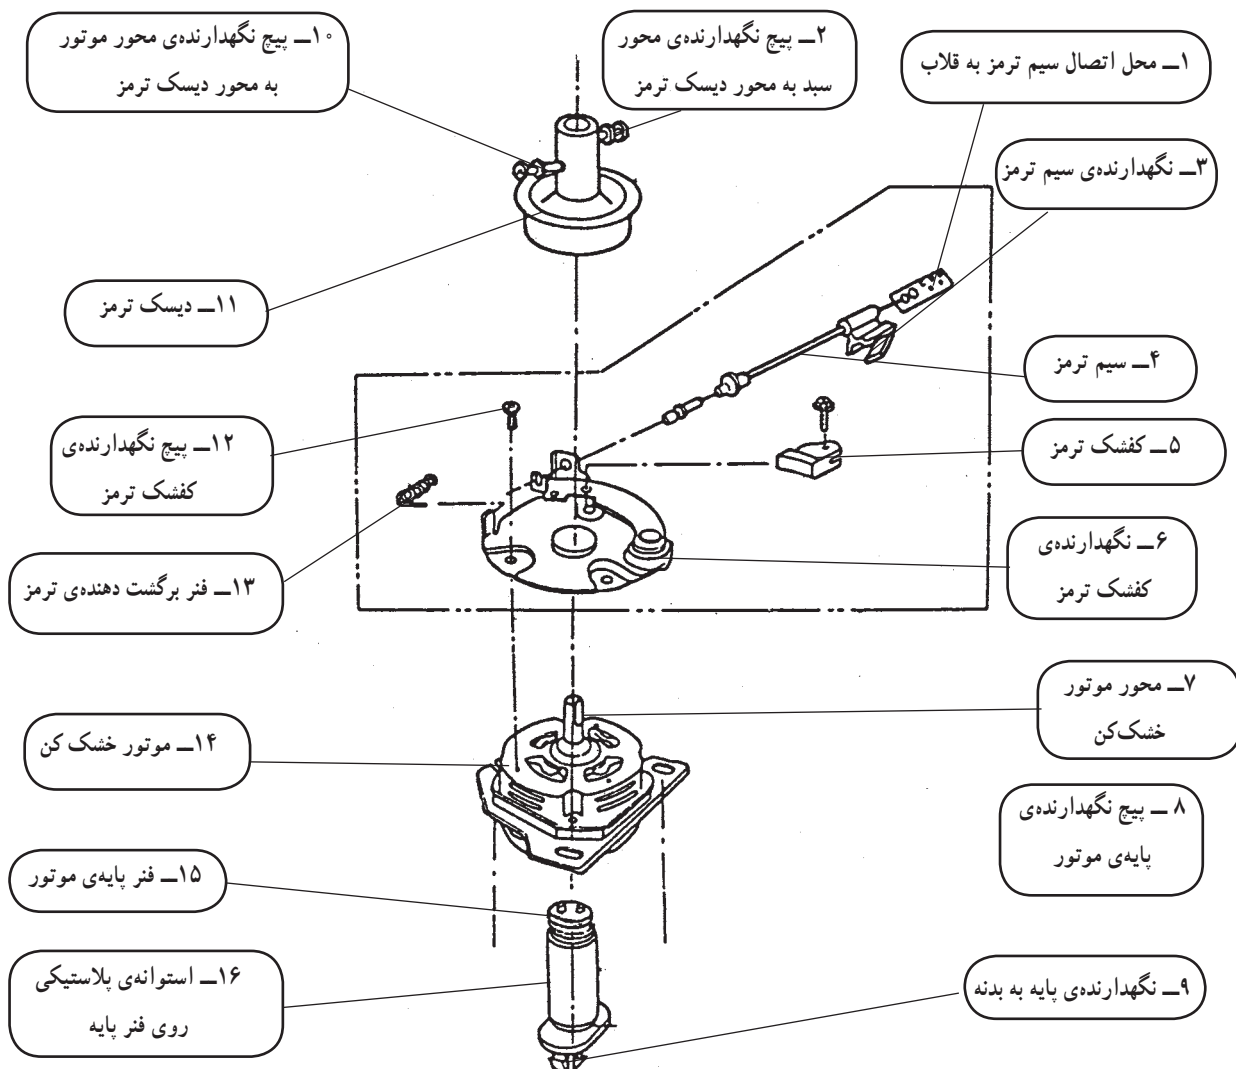 ۱ــ محل اتصال سیم ترمز به قلاب
۲ــ پیچ نگهدارنده‌ی محور
سبد به محور دیسک ترمز
۳ــ نگهدارنده‌ی سیم ترمز
۴ــ سیم ترمز
۵ــ کفشک ترمز
۶ــ نگهدارنده‌ی
کفشک ترمز
۷ــ محور موتور
خشک‌کن
۸ ــ پیچ نگهدارنده‌ی
پایه‌ی موتور
۹ــ نگهدارنده‌ی پایه به بدنه
۱۰ــ پیچ نگهدارنده‌ی محور موتور
به محور دیسک ترمز
۱۱ــ دیسک ترمز
۱۲ــ پیچ نگهدارنده‌ی
کفشک ترمز
۱۳ــ فنر برگشت دهنده‌ی ترمز
۱۴ــ موتور خشک کن
۱۵ــ فنر پایه‌ی موتور
۱۶ــ استوانه‌ی پلاستیکی
روی فنر پایه